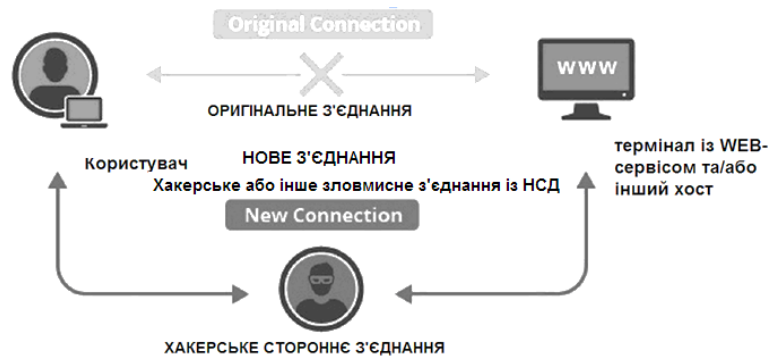 Original Connection
www
ОРИГІНАЛЬНЕ З'ЄДНАННЯ
Користувач
НОВЕ З'ЄДНАННЯ
Хакерське або інше зловмисне з'єднання із НСД
New Connection
термінал із WEB-
сервісом та/або
інший хост
ХАКЕРСЬКЕ СТОРОННЄ З'ЄДНАННЯ